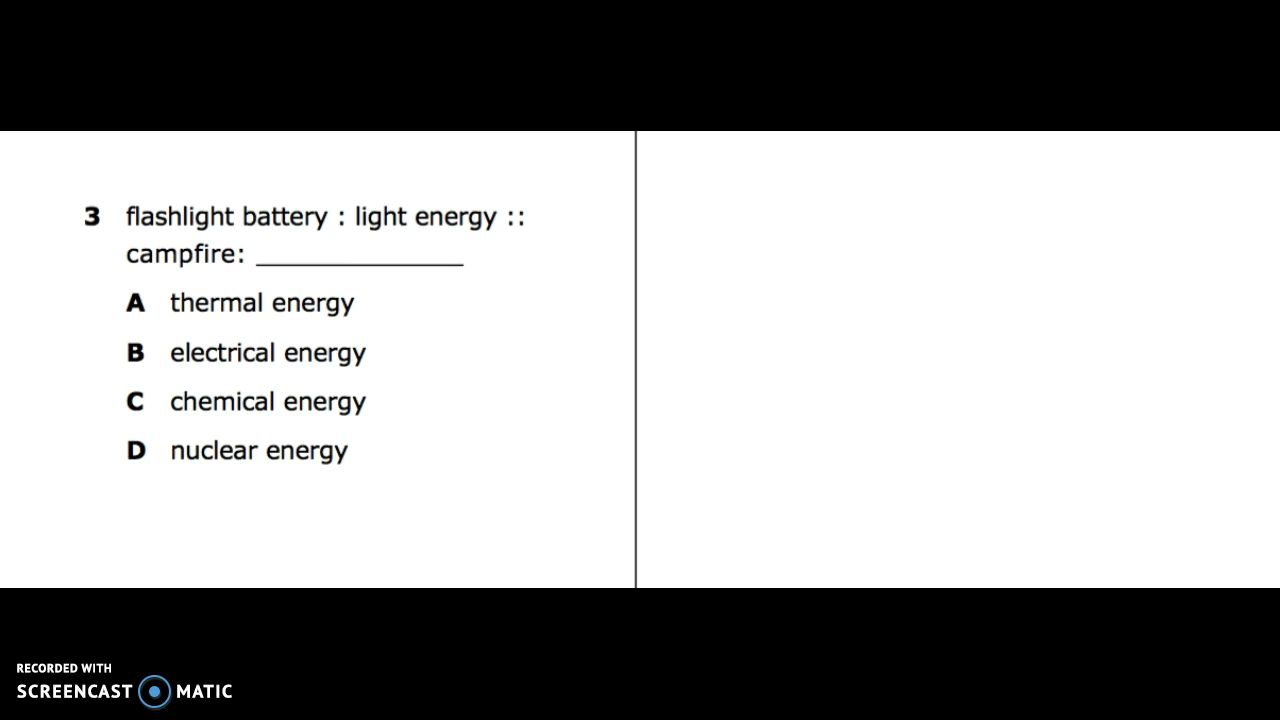 3 flashlight battery : light energy ::
campfire: _______________
A thermal energy
B electrical energy
C chemical energy
D nuclear energy
RECORDED WITH
SCREENCAST MATIC